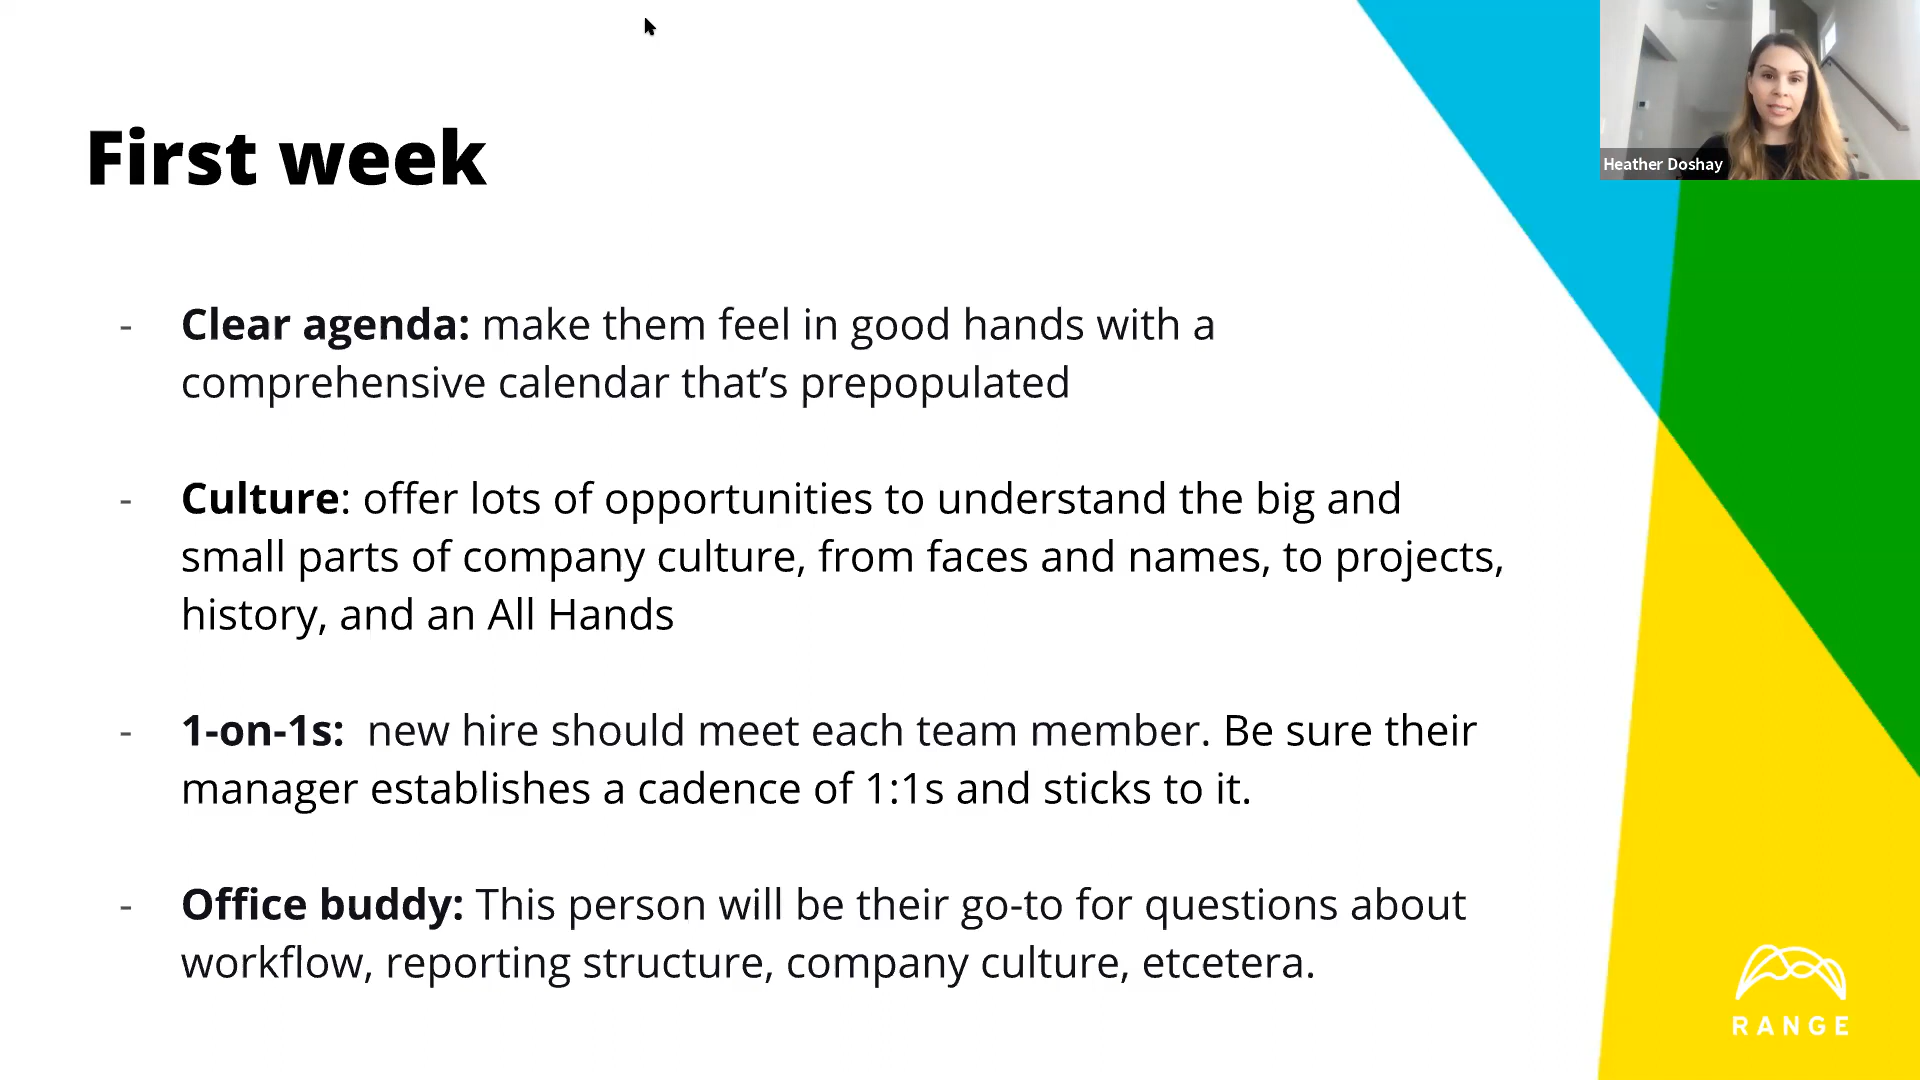 First week
Heather Doshay
- Clear agenda: make them feel in good hands with a
comprehensive calendar that’s prepopulated
- Culture: offer lots of opportunities to understand the big and
small parts of company culture, from faces and names, to projects,
history, and an All Hands
- 1-on-1s:  new hire should meet each team member. Be sure their
manager establishes a cadence of 1:1s and sticks to it.
- Office buddy: This person will be their go-to for questions about
workflow, reporting structure, company culture, etcetera.
RANGE